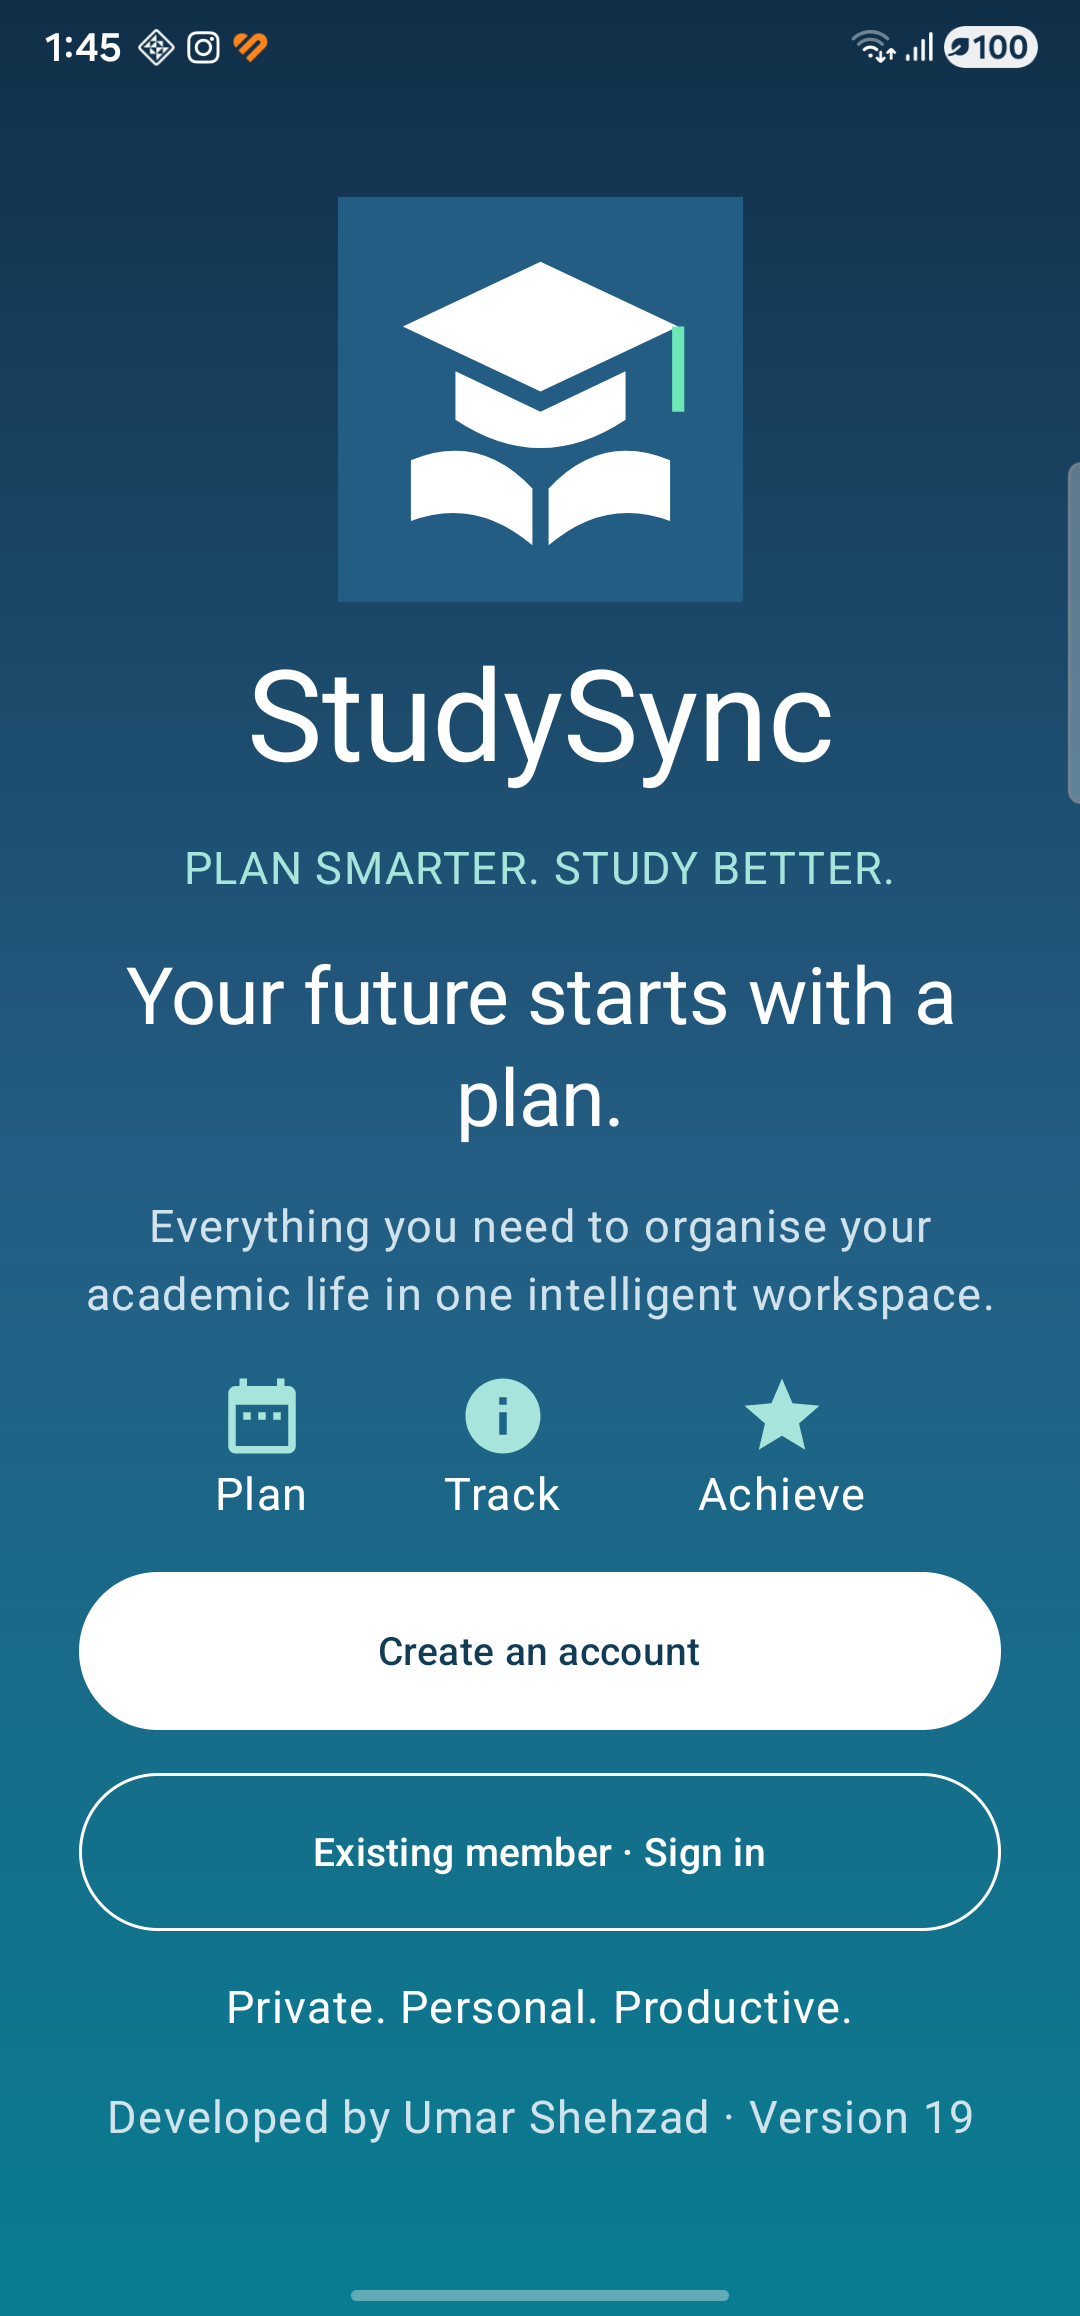 1:45
100
StudySync
PLAN SMARTER. STUDY BETTER.
Your future starts with a
plan.
Everything you need to organise your
academic life in one intelligent workspace.
Plan Track Achieve
Create an account
Existing member · Sign in
Private. Personal. Productive.
Developed by Umar Shehzad · Version 19